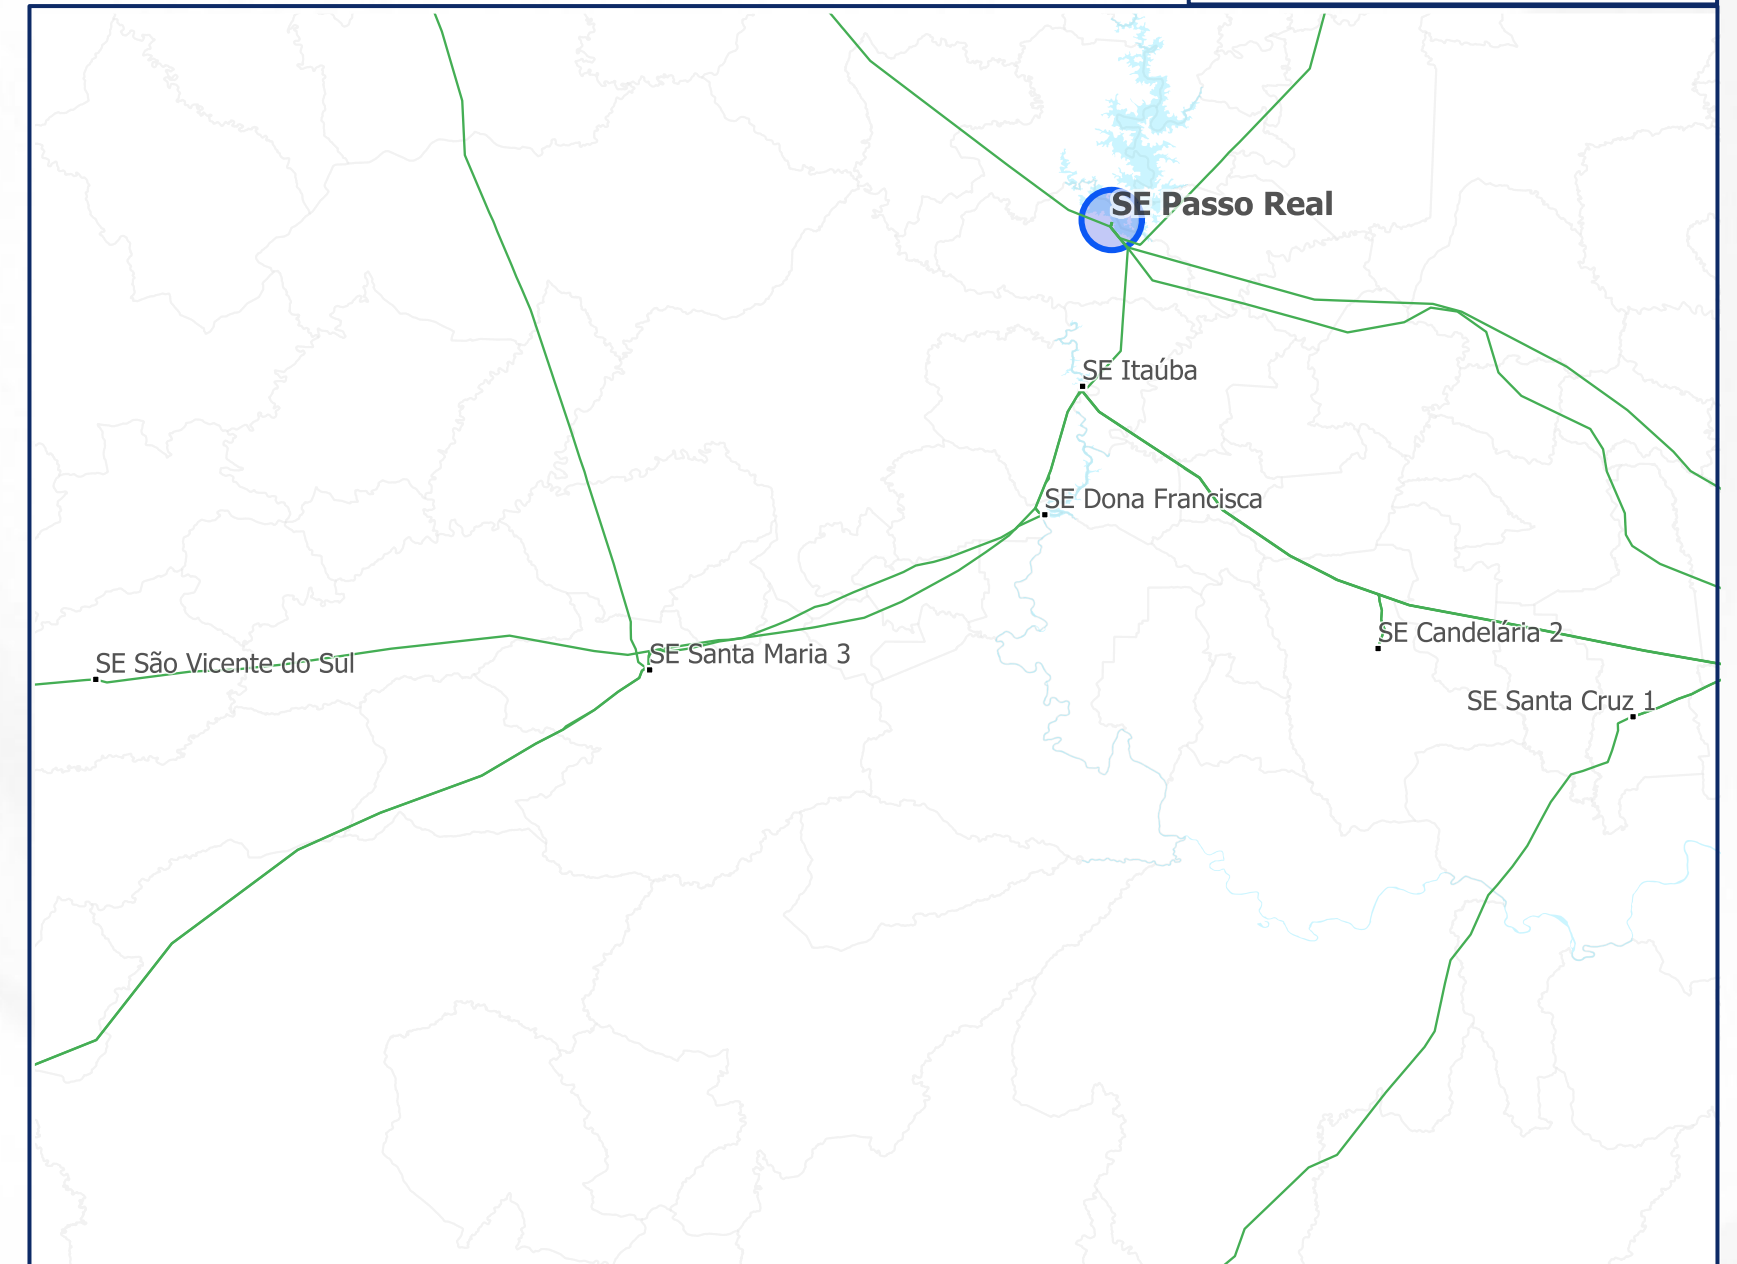 SE Passo Real
SE Itaúba
SE Dona Francisca
SE Candelária 2
SE Santa Maria 3
SE São Vicente do Sul
SE Santa Cruz 1